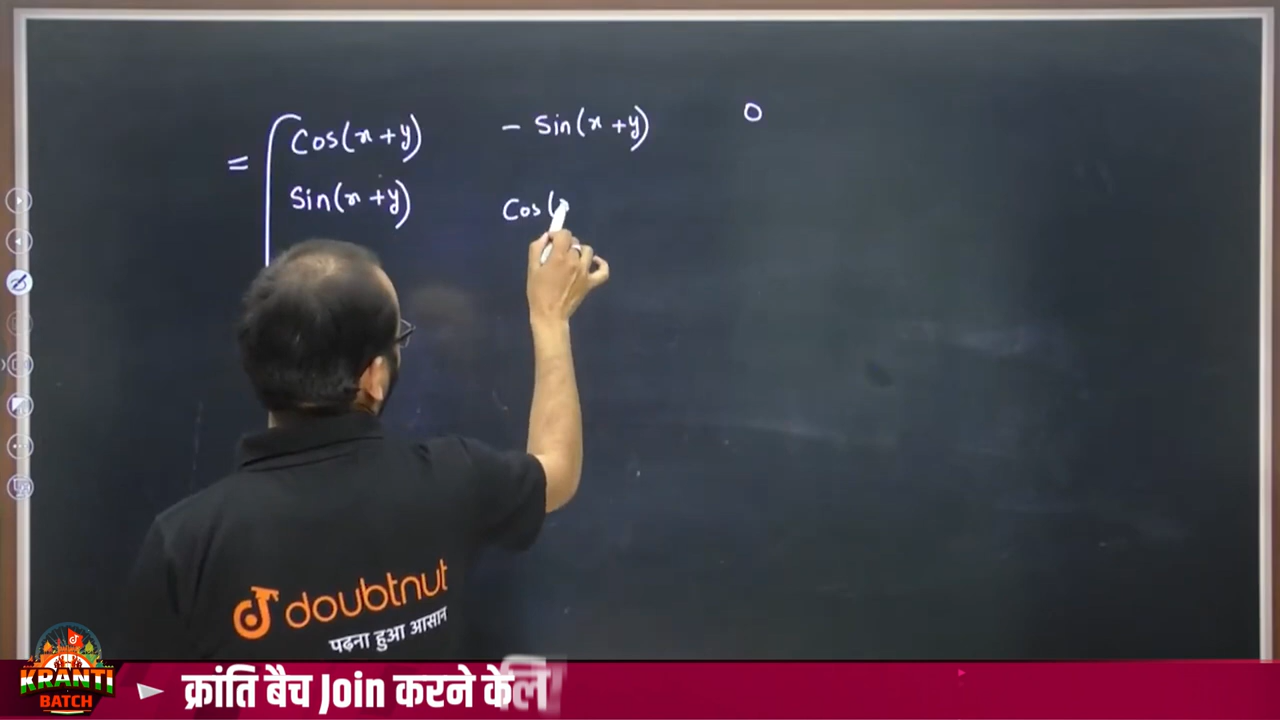 = Cos(x+y) - Sin(x+y) 0
Sin(x+y) Cos(
doubtnut
पढ़ना हुआ आसान
KRANTI
BATCH
क्रांति बैच Join करने के लि